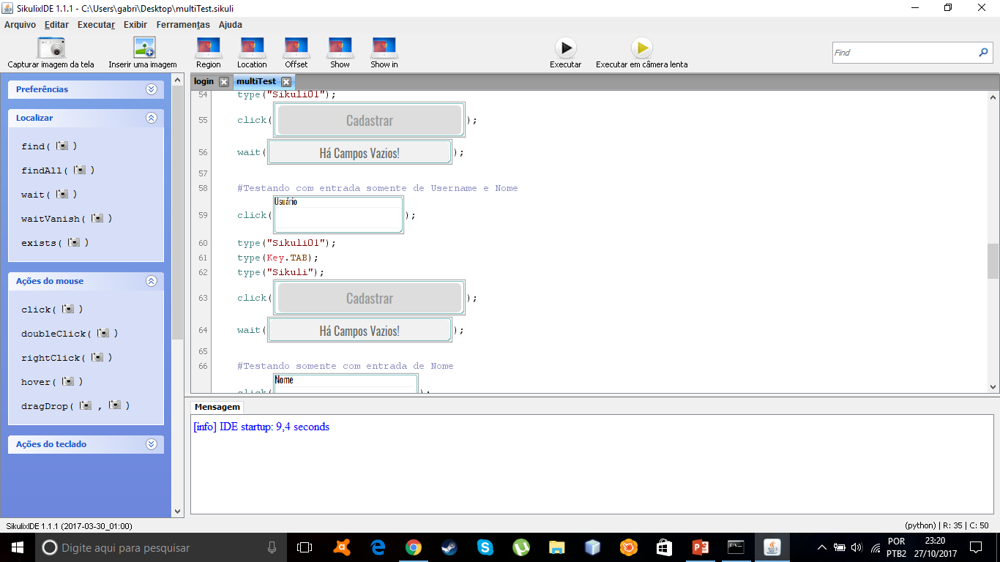 SikulixIDE 1.1.1 - C:\Users\gabri\Desktop\multiTest.sikuli
Arquivo Editar Executar Exibir Ferramentas Ajuda
Capturar imagem da tela Inserir uma imagem Region Location Offset Show Show in Executar Executar em câmera lenta Find
Preferências
Localizar
find( )
findAll( )
wait( )
waitVanish( )
exists( )
Ações do mouse
click( )
doubleClick( )
rightClick( )
hover( )
dragDrop( , )
Ações do teclado
login multiTest
54 type("Sikuli01");
55 click( Cadastrar );
56 wait( Há Campos Vazios! );
57
58 #Testando com entrada somente de Username e Nome
59 click( Usuário );
60 type("Sikuli01");
61 type(Key.TAB);
62 type("Sikuli");
63 click( Cadastrar );
64 wait( Há Campos Vazios! );
65
66 #Testando somente com entrada de Nome
click( Nome );
Mensagem
[info] IDE startup: 9,4 seconds
SikulixIDE 1.1.1 (2017-03-30_01:00) (python) | R: 35 | C: 50
Digite aqui para pesquisar
POR
PTB2
23:20
27/10/2017